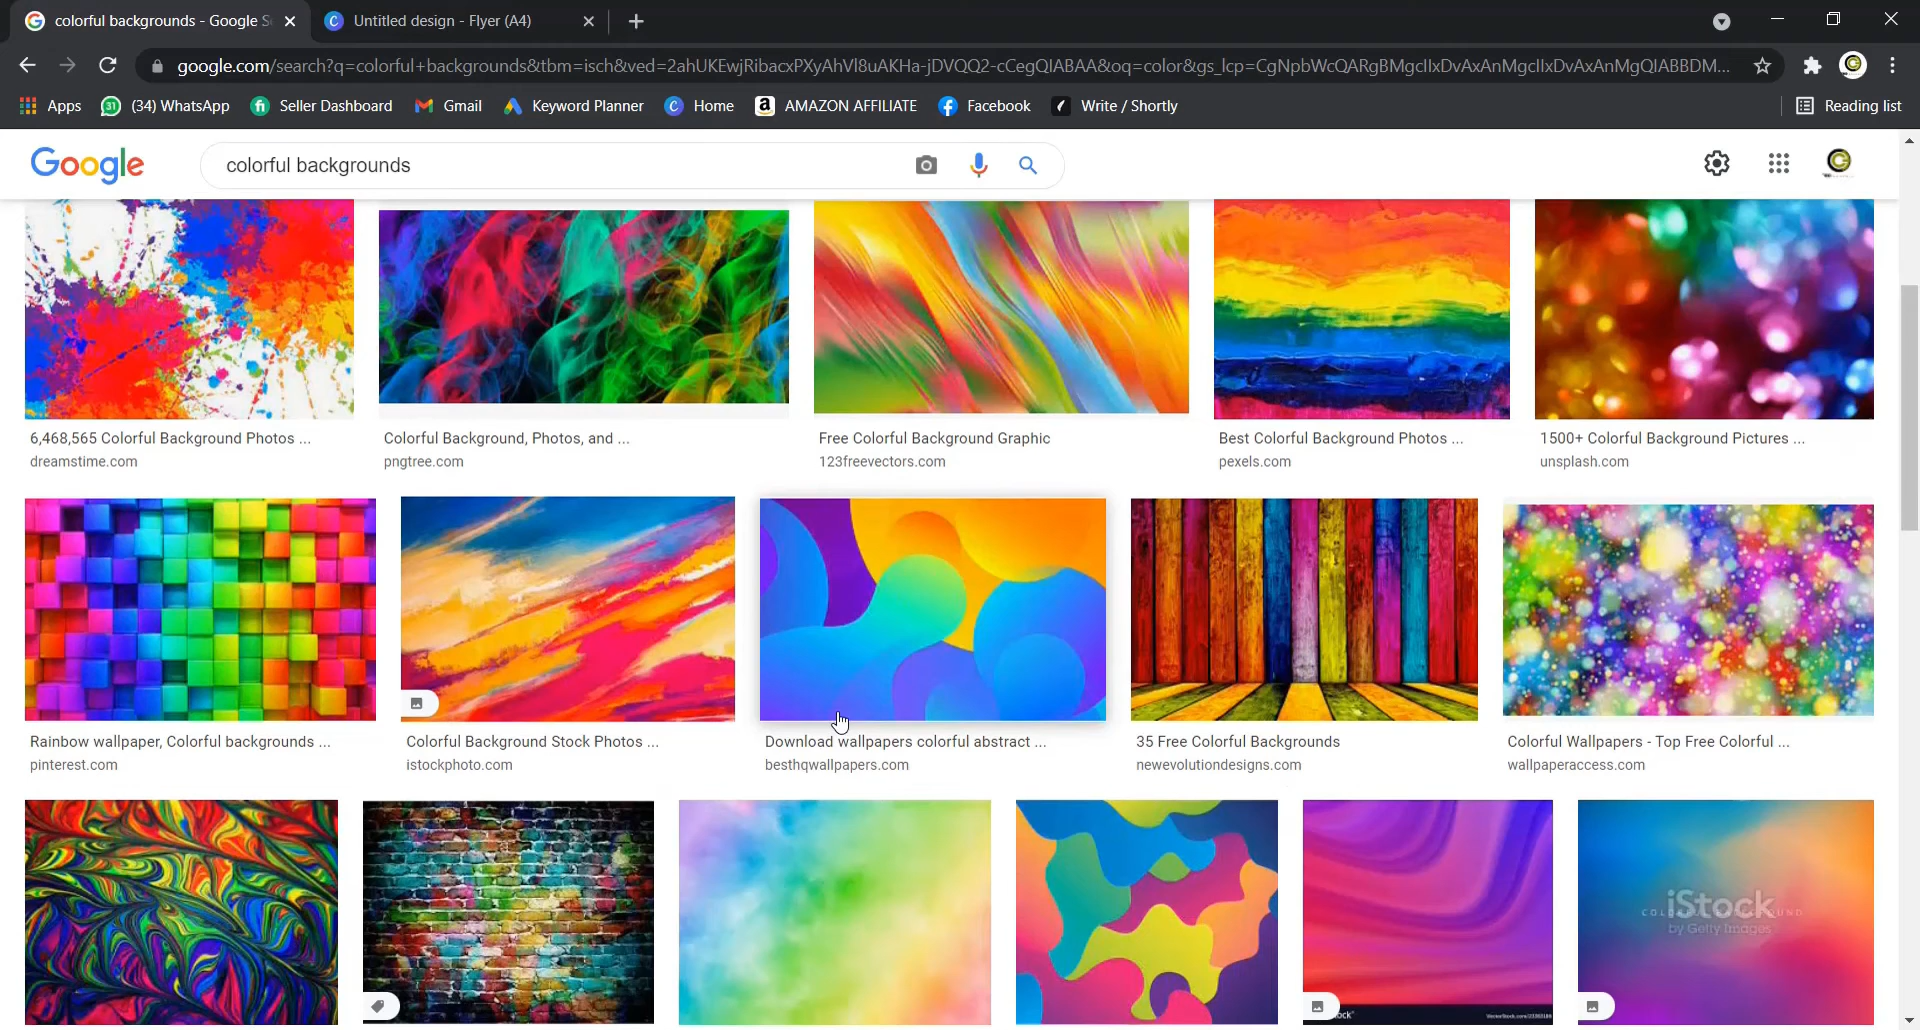 colorful backgrounds - Google S
Untitled design - Flyer (A4)
google.com/search?q=colorful+backgrounds&tbm=isch&ved=2ahUKEwjRibacxPXyAhVl8uAKHa-jDVQQ2-cCegQIABAA&oq=color&gs_lcp=CgNpbWcQARgBMgcIIxDvAxAnMgcIIxDvAxAnMgQIABBDM...
Apps
(34) WhatsApp
Seller Dashboard
Gmail
Keyword Planner
Home
AMAZON AFFILIATE
Facebook
Write / Shortly
Reading list
Google
colorful backgrounds
6,468,565 Colorful Background Photos ...
dreamstime.com
Colorful Background, Photos, and ...
pngtree.com
Free Colorful Background Graphic
123freevectors.com
Best Colorful Background Photos ...
pexels.com
1500+ Colorful Background Pictures ...
unsplash.com
Rainbow wallpaper, Colorful backgrounds ...
pinterest.com
Colorful Background Stock Photos ...
istockphoto.com
Download wallpapers colorful abstract ...
besthqwallpapers.com
35 Free Colorful Backgrounds
newevolutiondesigns.com
Colorful Wallpapers - Top Free Colorful ...
wallpaperaccess.com
iStock
by Getty Images